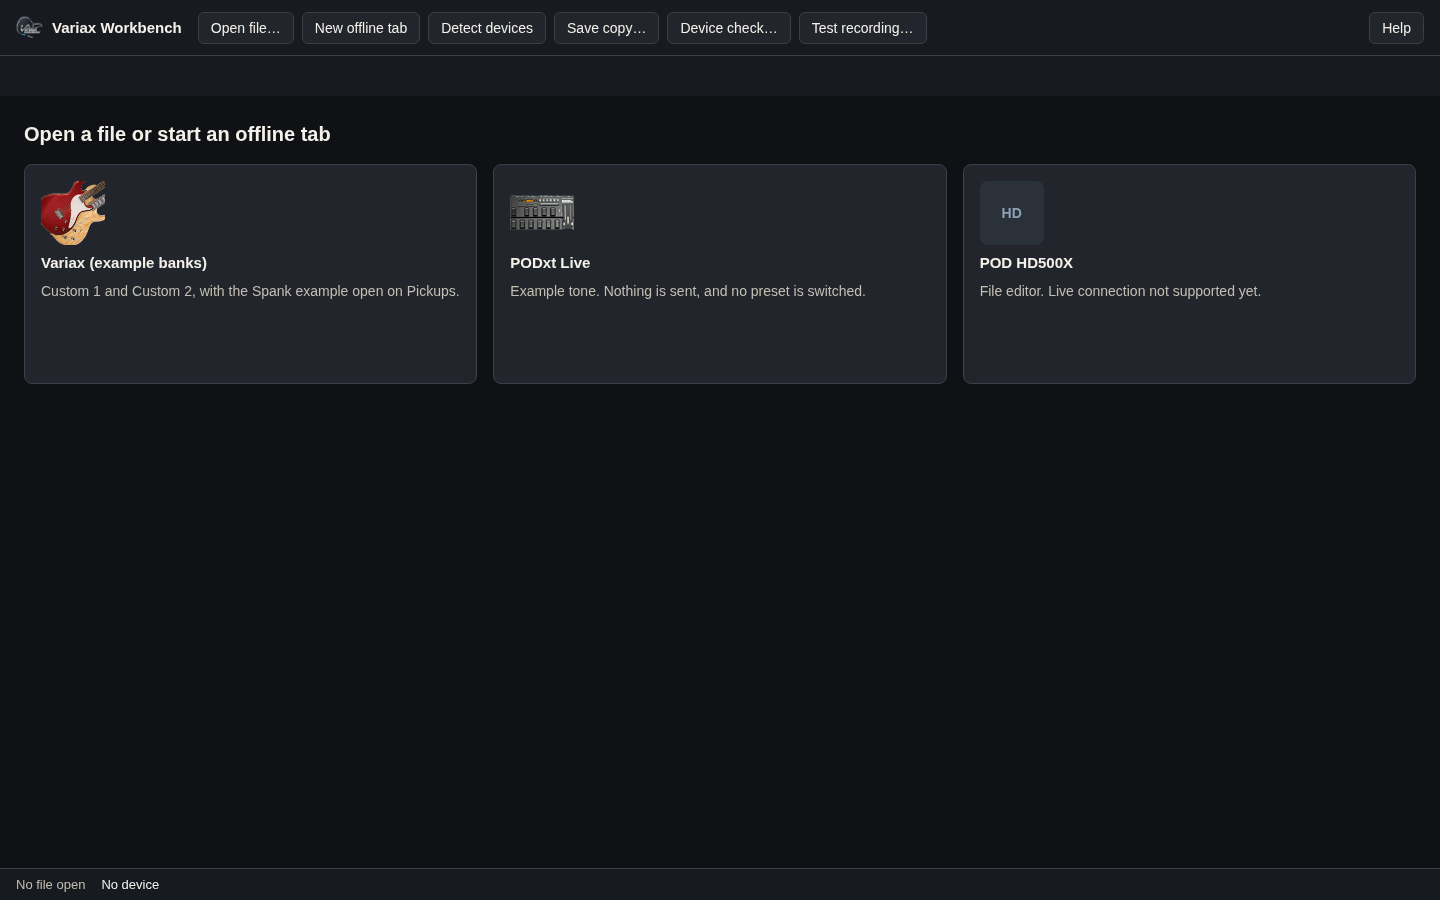 Variax Workbench
Open file…
New offline tab
Detect devices
Save copy…
Device check…
Test recording…
Help
Open a file or start an offline tab
Variax (example banks)
Custom 1 and Custom 2, with the Spank example open on Pickups.
PODxt Live
Example tone. Nothing is sent, and no preset is switched.
HD
POD HD500X
File editor. Live connection not supported yet.
No file open
No device